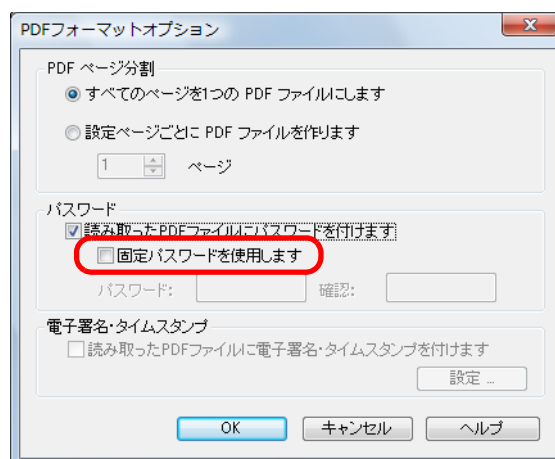 PDFフォーマットオプション
PDF ページ分割
すべてのページを1つの PDF ファイルにします
設定ページごとに PDF ファイルを作ります
1 ページ
パスワード
読み取ったPDFファイルにパスワードを付けます
固定パスワードを使用します
パスワード: 確認:
電子署名・タイムスタンプ
読み取ったPDFファイルに電子署名・タイムスタンプを付けます
設定 ...
OK キャンセル ヘルプ